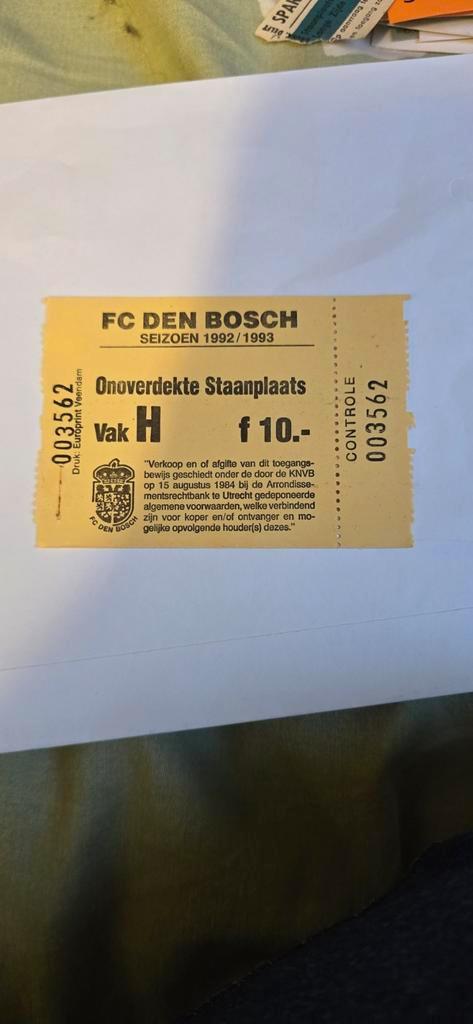 SPAR
FC DEN BOSCH
SEIZOEN 1992/1993
Onoverdekte Staanplaats
Vak H f 10.-
"Verkoop en of afgifte van dit toegangs-
bewijs geschiedt onder de door de KNVB
op 15 augustus 1984 bij de Arrondisse-
mentsrechtbank te Utrecht gedeponeerde
algemene voorwaarden, welke verbindend
zijn voor koper en/of ontvanger en mo-
gelijke opvolgende houder(s) dezes."
FC DEN BOSCH
003562
Druk: Europrint Veendam
CONTROLE
003562